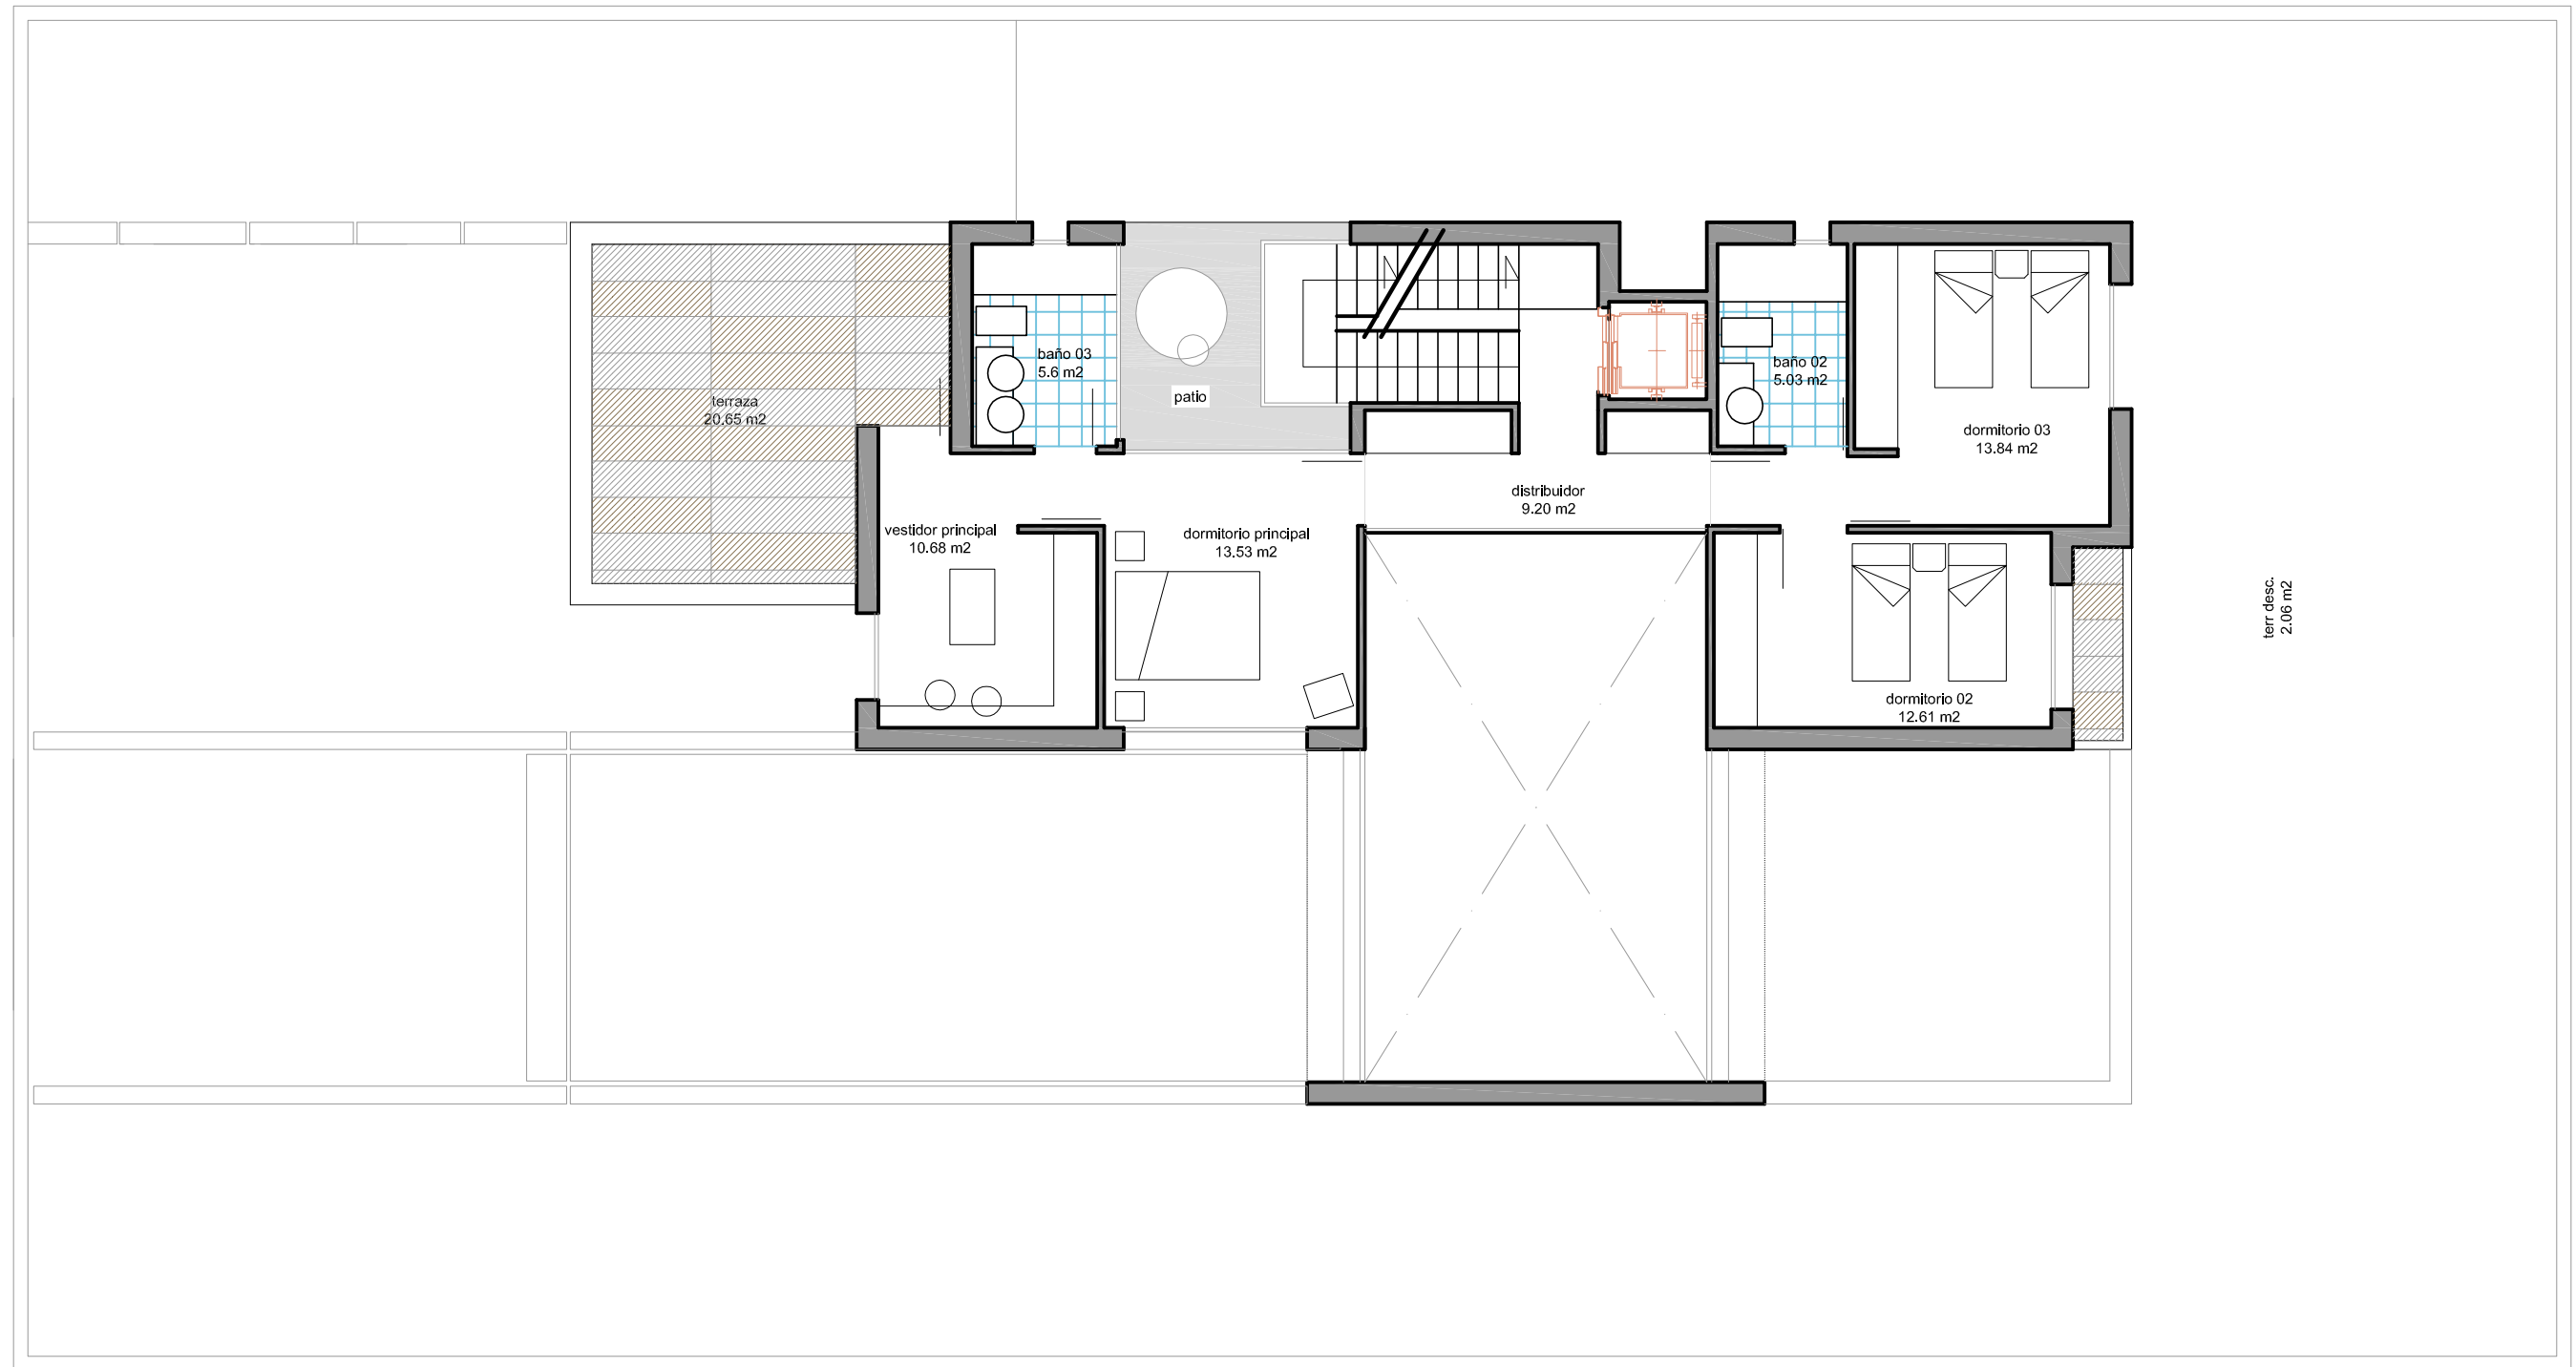 baño 03
5.6 m2
baño 02
5.03 m2
patio
terraza
20.65 m2
dormitorio 03
13.84 m2
distribuidor
9.20 m2
vestidor principal
10.68 m2
dormitorio principal
13.53 m2
terr desc.
2.06 m2
dormitorio 02
12.61 m2